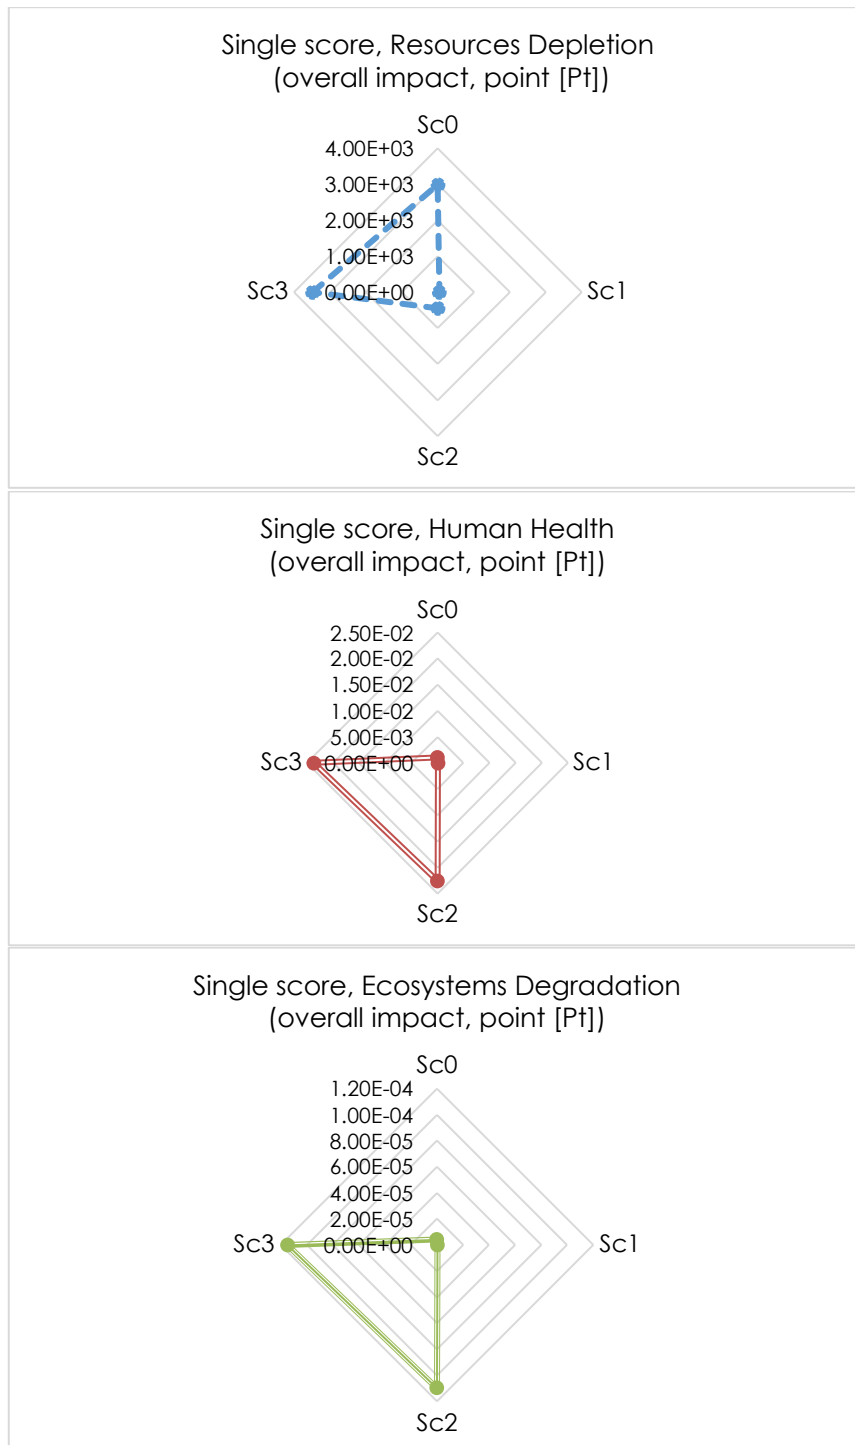 Single score, Resources Depletion
(overall impact, point [Pt])
Sc0
4.00E+03
3.00E+03
2.00E+03
1.00E+03
Sc3
0.00E+00
Sc1
Sc2
Single score, Human Health
(overall impact, point [Pt])
Sc0
2.50E-02
2.00E-02
1.50E-02
1.00E-02
5.00E-03
Sc3
0.00E+00
Sc1
Sc2
Single score, Ecosystems Degradation
(overall impact, point [Pt])
Sc0
1.20E-04
1.00E-04
8.00E-05
6.00E-05
4.00E-05
2.00E-05
Sc3
0.00E+00
Sc1
Sc2